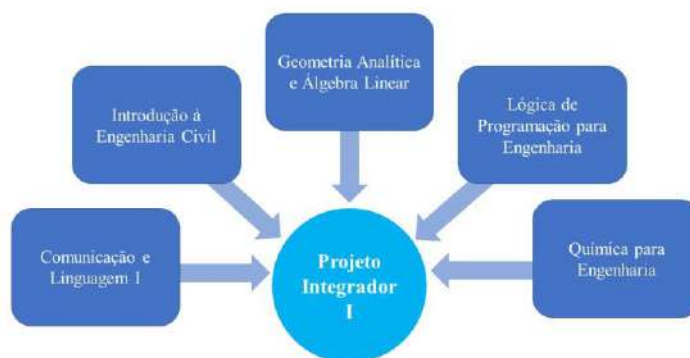 Geometria Analítica
e Álgebra Linear
Introdução à
Engenharia Civil
Lógica de
Programação para
Engenharia
Comunicação e
Linguagem I
Projeto
Integrador
I
Química para
Engenharia